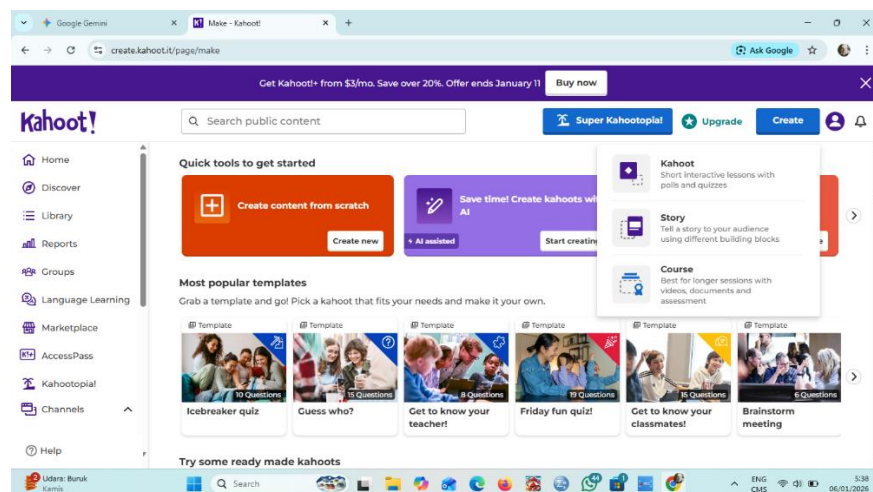 Google Gemini
Make - Kahoot!
create.kahoot.it/page/make
Ask Google
Get Kahoot!+ from $3/mo. Save over 20%. Offer ends January 11
Buy now
Kahoot!
Search public content
Super Kahootopia!
Upgrade
Create
Home
Discover
Library
Reports
Groups
Language Learning
Marketplace
K!+
AccessPass
Kahootopia!
Channels
Help
Quick tools to get started
Create content from scratch
Create new
Save time! Create kahoots wi
AI
+ AI assisted
Start creating
Kahoot
Short interactive lessons with
polls and quizzes
Story
Tell a story to your audience
using different building blocks
Course
Best for longer sessions with
videos, documents and
assessment
Most popular templates
Grab a template and go! Pick a kahoot that fits your needs and make it your own.
Template
10 Questions
Icebreaker quiz
Template
15 Questions
Guess who?
Template
8 Questions
Get to know your
teacher!
Template
19 Questions
Friday fun quiz!
Template
15 Questions
Get to know your
classmates!
Template
6 Questions
Brainstorm
meeting
Try some ready made kahoots
Udara: Buruk
Kamis
Search
ENG
CMS
5:38
06/01/2026